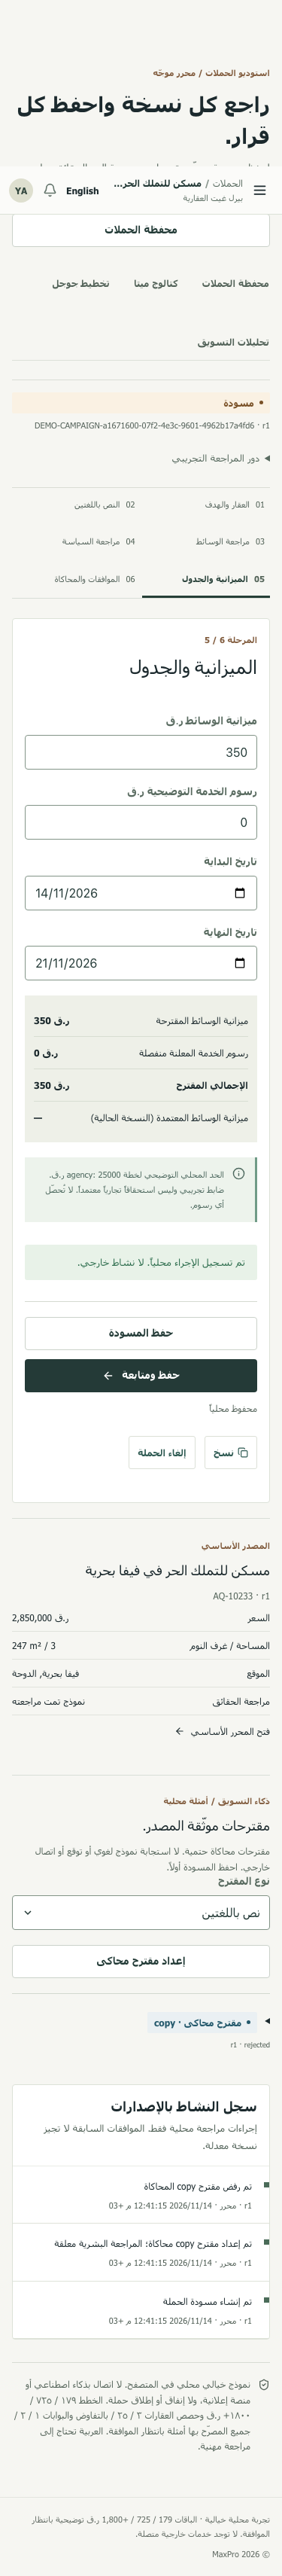 استوديو الحملات / محرر موجّه
راجع كل نسخة واحفظ كل
قرار.
الحملات / مسكن للتملك الحر...
بيرل غيت العقارية
English
YA
محفظة الحملات
محفظة الحملات
كتالوج ميتا
تخطيط جوجل
تحليلات التسويق
مسودة
DEMO-CAMPAIGN-a1671600-07f2-4e3c-9601-4962b17a4fd6 · r1
دور المراجعة التجريبي
01 العقار والهدف
02 النص باللغتين
03 مراجعة الوسائط
04 مراجعة السياسة
05 الميزانية والجدول
06 الموافقات والمحاكاة
المرحلة 6 / 5
الميزانية والجدول
ميزانية الوسائط ر.ق
350
رسوم الخدمة التوضيحية ر.ق
0
تاريخ البداية
14/11/2026
تاريخ النهاية
21/11/2026
ميزانية الوسائط المقترحة
ر.ق 350
رسوم الخدمة المعلنة منفصلة
ر.ق 0
الإجمالي المقترح
ر.ق 350
ميزانية الوسائط المعتمدة (النسخة الحالية)
—
الحد المحلي التوضيحي لخطة agency: 25000 ر.ق.
ضابط تجريبي وليس استحقاقاً تجارياً معتمداً. لا تُحصّل
أي رسوم.
تم تسجيل الإجراء محلياً. لا نشاط خارجي.
حفظ المسودة
حفظ ومتابعة
محفوظ محلياً
نسخ
إلغاء الحملة
المصدر الأساسي
مسكن للتملك الحر في فيفا بحرية
AQ-10233 · r1
السعر
ر.ق 2,850,000
المساحة / غرف النوم
247 m² / 3
الموقع
فيفا بحرية, الدوحة
مراجعة الحقائق
نموذج تمت مراجعته
فتح المحرر الأساسي
ذكاء التسويق / أمثلة محلية
مقترحات موثّقة المصدر.
مقترحات محاكاة حتمية. لا استجابة نموذج لغوي أو توقع أو اتصال
خارجي. احفظ المسودة أولاً.
نوع المقترح
نص باللغتين
إعداد مقترح محاكى
مقترح محاكى · copy
r1 · rejected
سجل النشاط بالإصدارات
إجراءات مراجعة محلية فقط. الموافقات السابقة لا تجيز
نسخة معدلة.
تم رفض مقترح copy المحاكاة
r1 · محرر · 2026/11/14 12:41:15 م +03
تم إعداد مقترح copy محاكاة؛ المراجعة البشرية معلقة
r1 · محرر · 2026/11/14 12:41:15 م +03
تم إنشاء مسودة الحملة
r1 · محرر · 2026/11/14 12:41:15 م +03
نموذج خيالي محلي في المتصفح. لا اتصال بذكاء اصطناعي أو
منصة إعلانية، ولا إنفاق أو إطلاق حملة. الخطط ١٧٩ / ٧٢٥ /
١٨٠٠+ ر.ق وحصص العقارات ٣ / ٢٥ / بالتفاوض والبوابات ١ / ٢ /
جميع المصرّح بها أمثلة بانتظار الموافقة. العربية تحتاج إلى
مراجعة مهنية.
تجربة محلية خيالية · الباقات 179 / 725 / +1,800 ر.ق توضيحية بانتظار
الموافقة. لا توجد خدمات خارجية متصلة.
© 2026 MaxPro